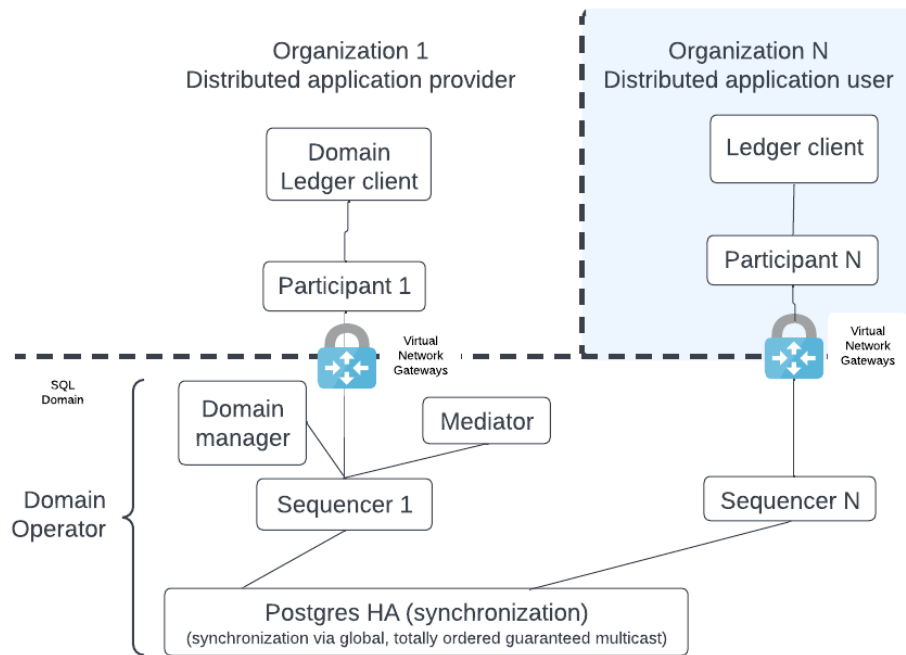 Organization 1
Distributed application provider
Organization N
Distributed application user
Domain
Ledger client
Ledger client
Participant 1
Participant N
Virtual
Network
Gateways
Virtual
Network
Gateways
SQL
Domain
Domain
manager
Mediator
Domain
Operator
Sequencer 1
Sequencer N
Postgres HA (synchronization)
(synchronization via global, totally ordered guaranteed multicast)